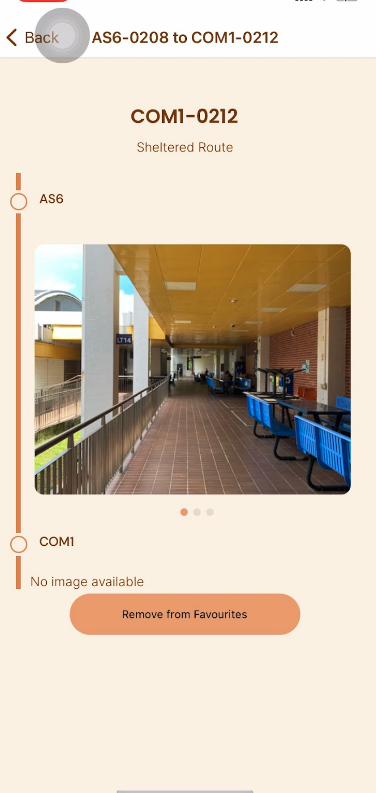 Back
AS6-0208 to COM1-0212
COM1-0212
Sheltered Route
AS6
LT14
COM1
No image available
Remove from Favourites